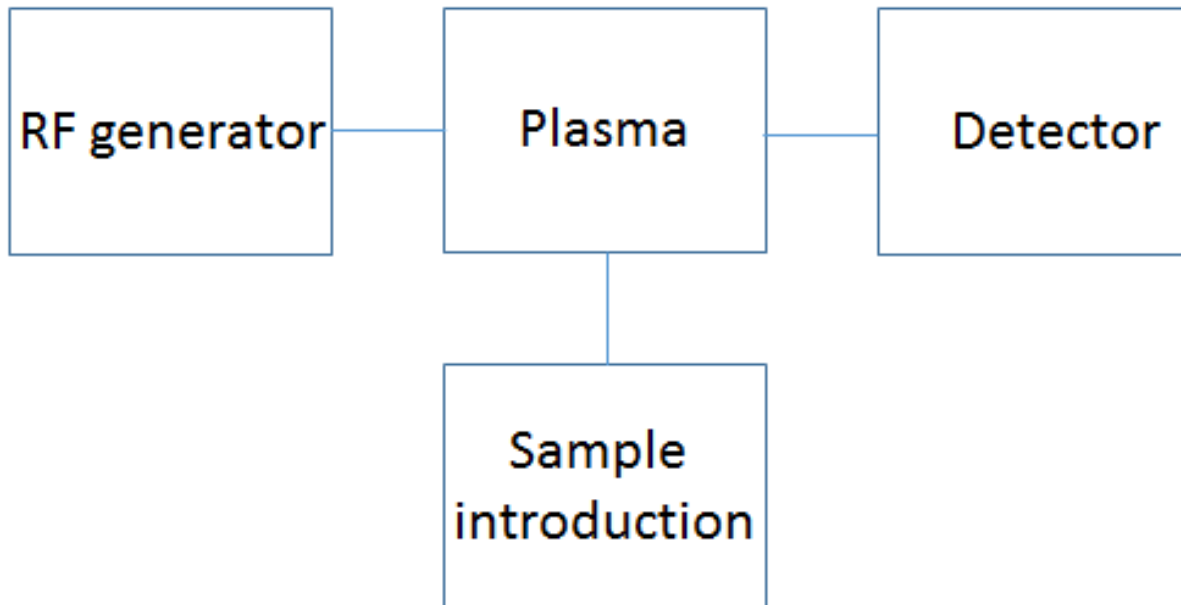 RF generator
Plasma
Detector
Sample
introduction